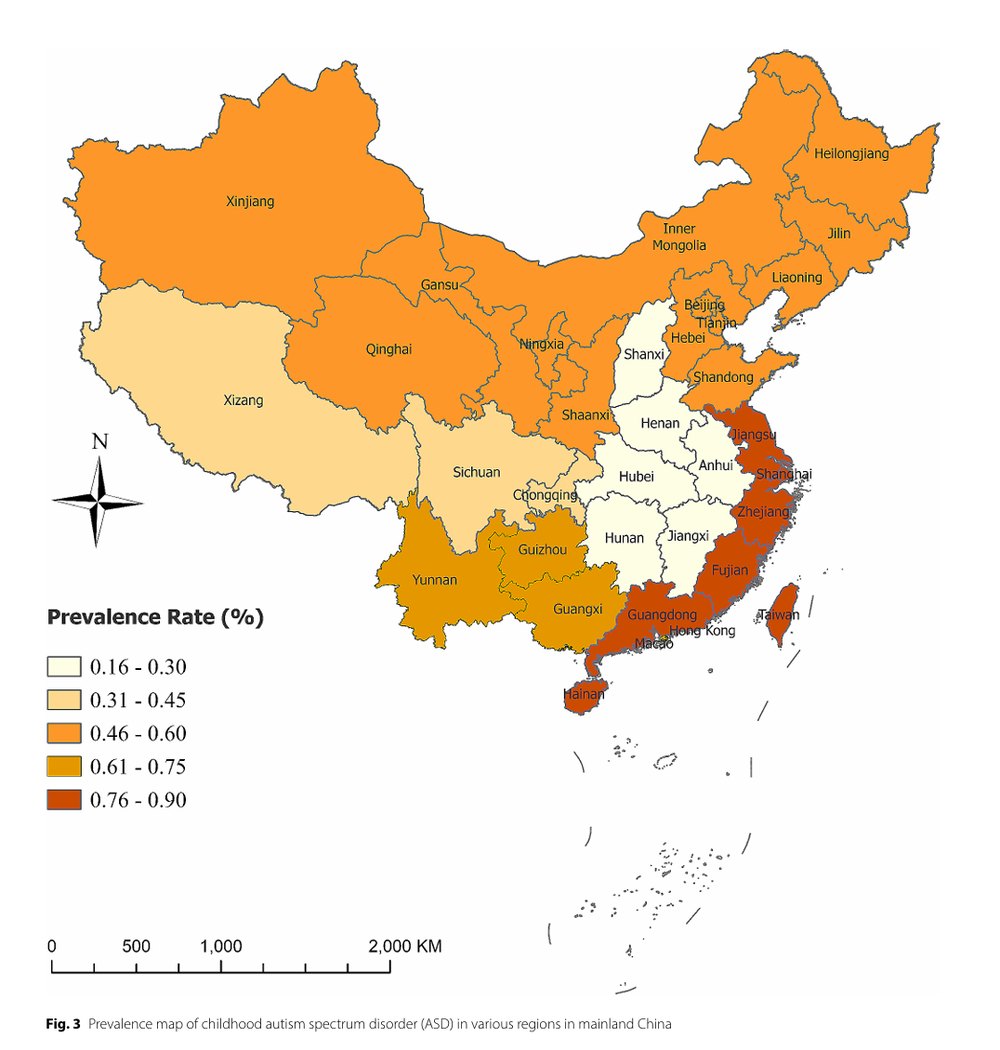 Heilongjiang
Xinjiang
Inner
Mongolia
Jilin
Liaoning
Gansu
Beijing
Tianjin
Hebei
Ningxia
Qinghai
Shanxi
Shandong
Xizang
Shaanxi
Henan
Jiangsu
N
Sichuan
Anhui
Shanghai
Hubei
Chongqing
Zhejiang
Hunan
Jiangxi
Guizhou
Fujian
Yunnan
Guangxi
Guangdong
Taiwan
Hong Kong
Macao
Hainan
Prevalence Rate (%)
0.16 - 0.30
0.31 - 0.45
0.46 - 0.60
0.61 - 0.75
0.76 - 0.90
0 500 1,000 2,000 KM
Fig. 3 Prevalence map of childhood autism spectrum disorder (ASD) in various regions in mainland China